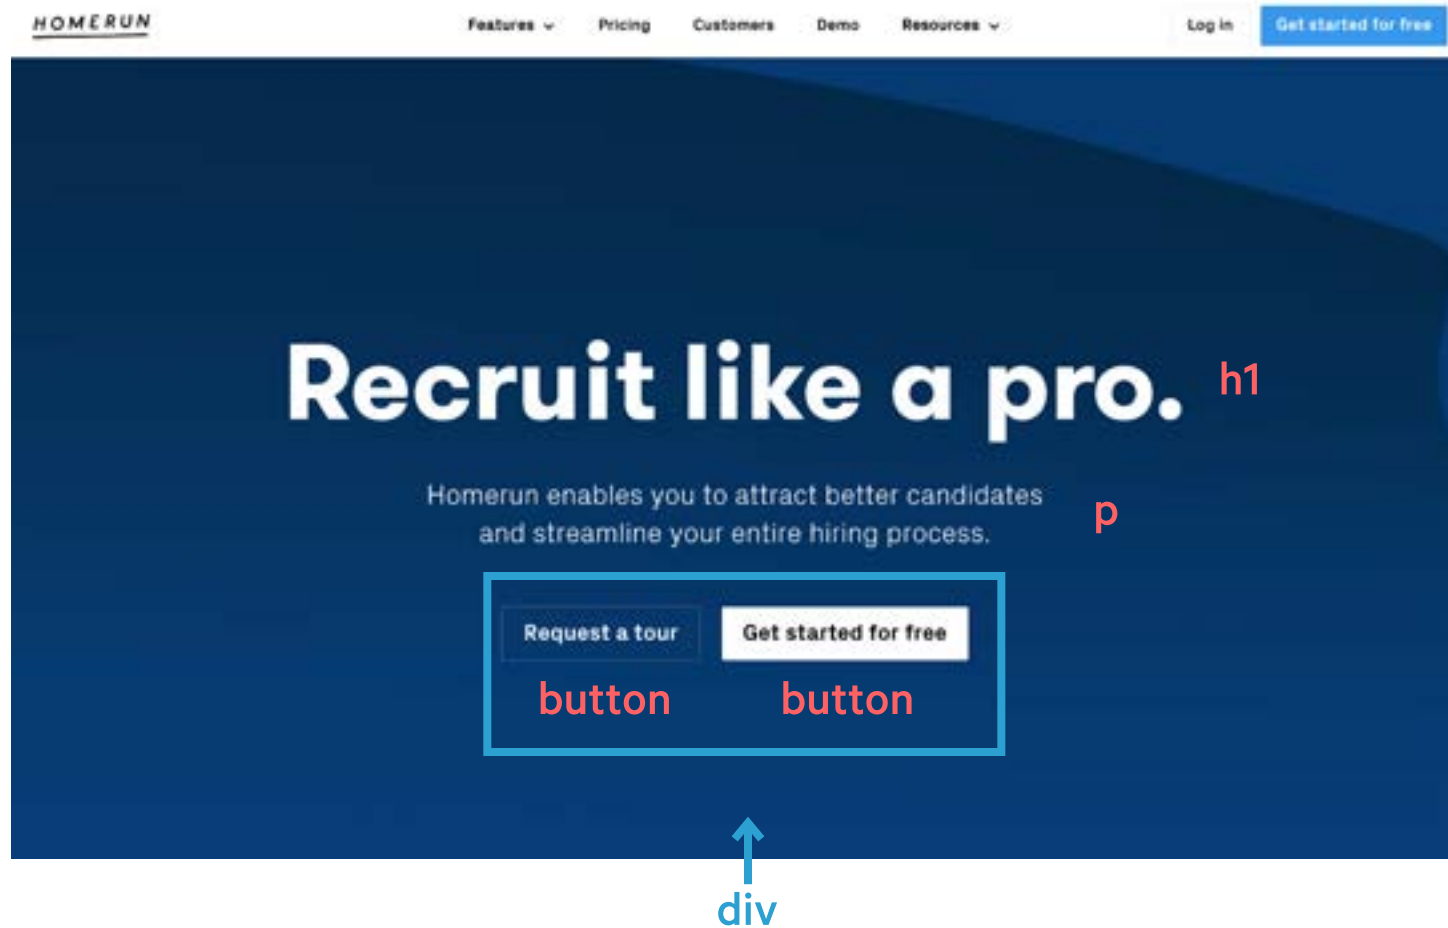 HOMERUN
Features Pricing Customers Demo Resources Log in Get started for free
Recruit like a pro. h1
Homerun enables you to attract better candidates
and streamline your entire hiring process.
p
Request a tour Get started for free
button button
div